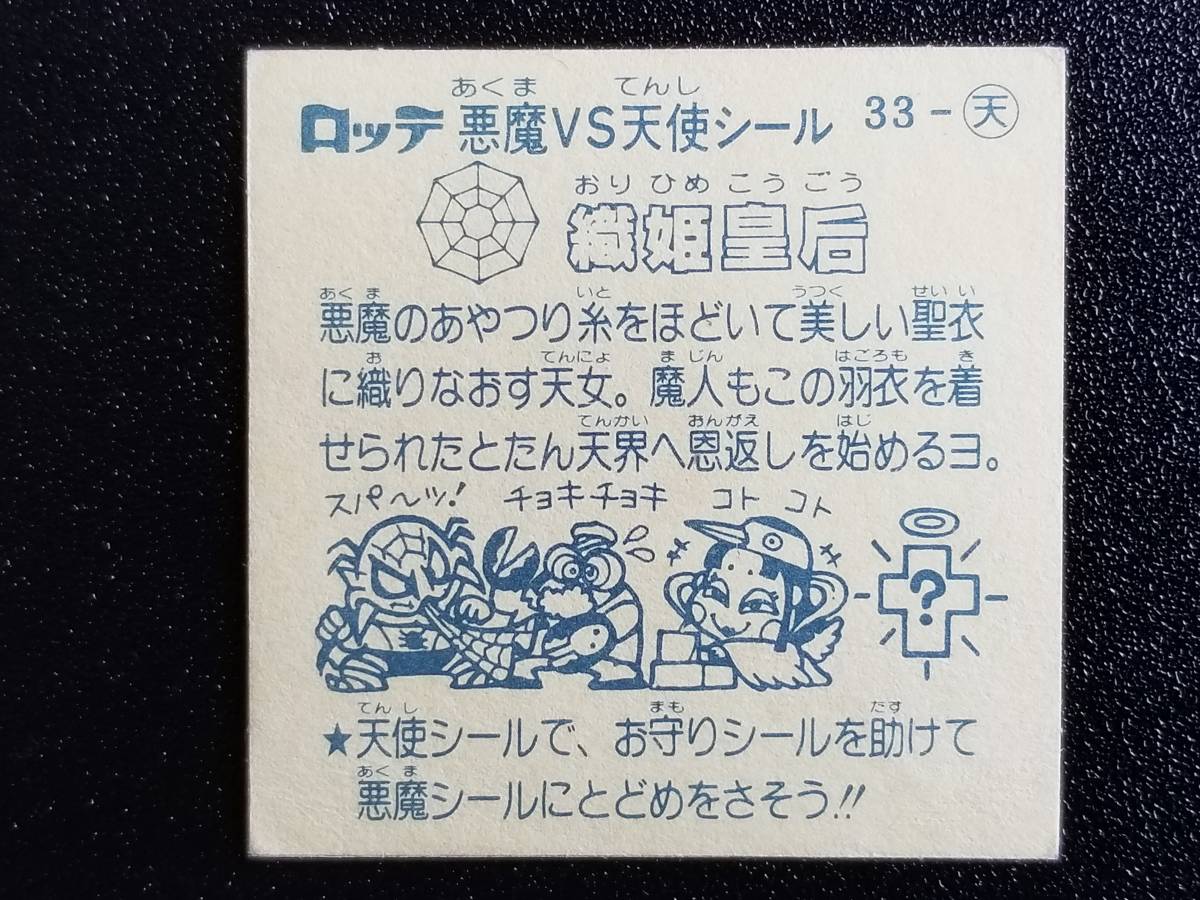 ロッテ 悪魔VS天使シール 33-天
織姫皇后
悪魔のあやつり糸をほどいて美しい聖衣
に織りなおす天女。魔人もこの羽衣を着
せられたとたん天界へ恩返しを始めるヨ。
スパ〜ッ! チョキチョキ コト コト
?
★天使シールで、お守りシールを助けて
悪魔シールにとどめをさそう!!